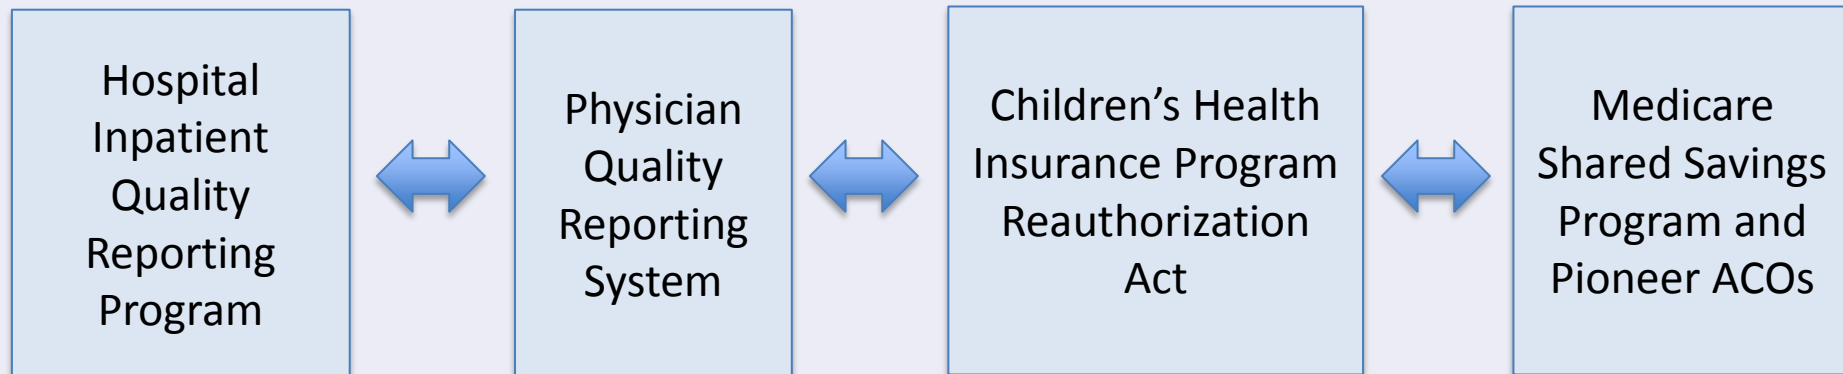 Hospital
Inpatient
Quality
Reporting
Program
Physician
Quality
Reporting
System
Children’s Health
Insurance Program
Reauthorization
Act
Medicare
Shared Savings
Program and
Pioneer ACOs